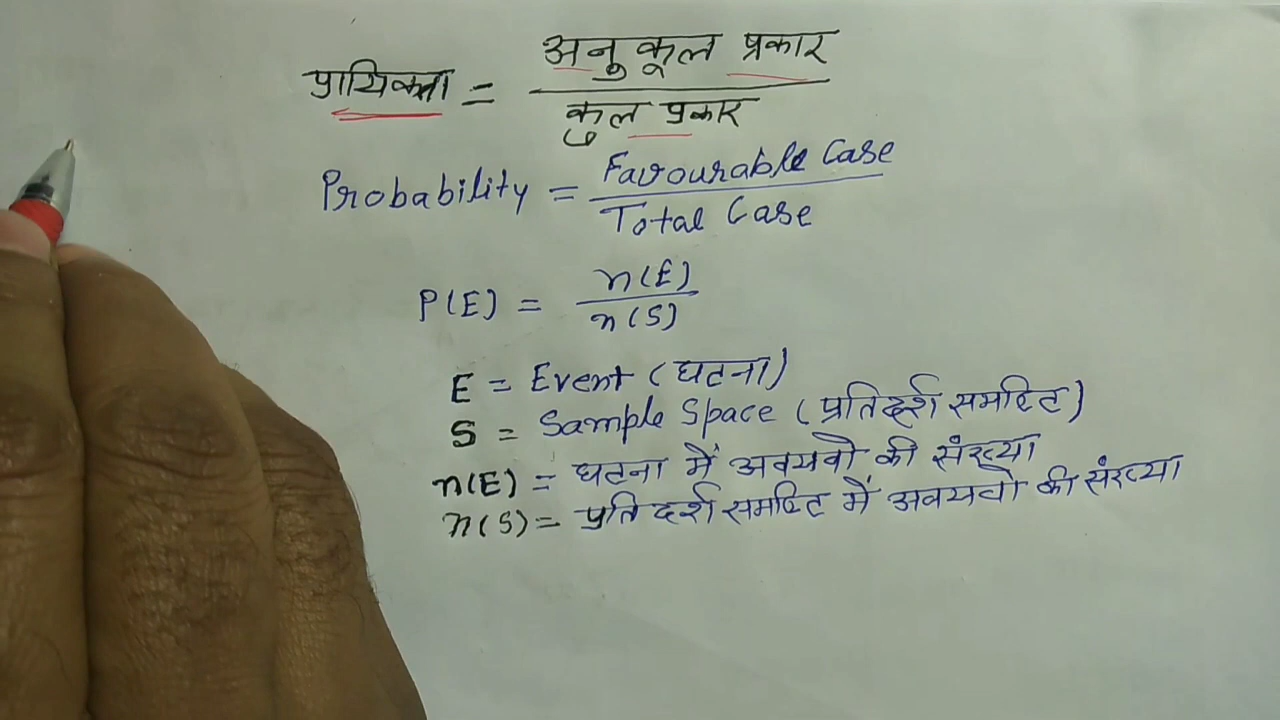 प्रायिकता = अनुकूल प्रकार / कुल प्रकार
Probability = Favourable Case / Total Case
P(E) = n(E) / n(S)
E = Event (घटना)
S = Sample Space (प्रतिदर्श समष्टि)
n(E) = घटना में अवयवो की संख्या
n(S) = प्रतिदर्श समष्टि में अवयवो की संख्या